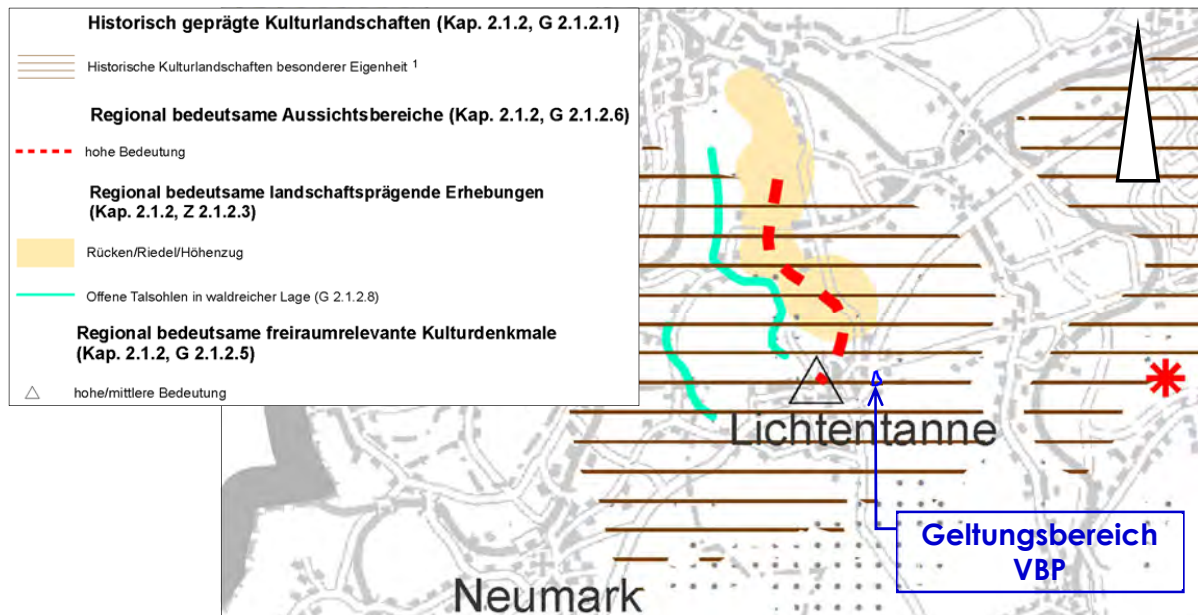 Historisch geprägte Kulturlandschaften (Kap. 2.1.2, G 2.1.2.1)
Historische Kulturlandschaften besonderer Eigenheit ¹
Regional bedeutsame Aussichtsbereiche (Kap. 2.1.2, G 2.1.2.6)
hohe Bedeutung
Regional bedeutsame landschaftsprägende Erhebungen
(Kap. 2.1.2, Z 2.1.2.3)
Rücken/Riedel/Höhenzug
Offene Talsohlen in waldreicher Lage (G 2.1.2.8)
Regional bedeutsame freiraumrelevante Kulturdenkmale
(Kap. 2.1.2, G 2.1.2.5)
hohe/mittlere Bedeutung
Lichtentanne
Geltungsbereich
VBP
Neumark